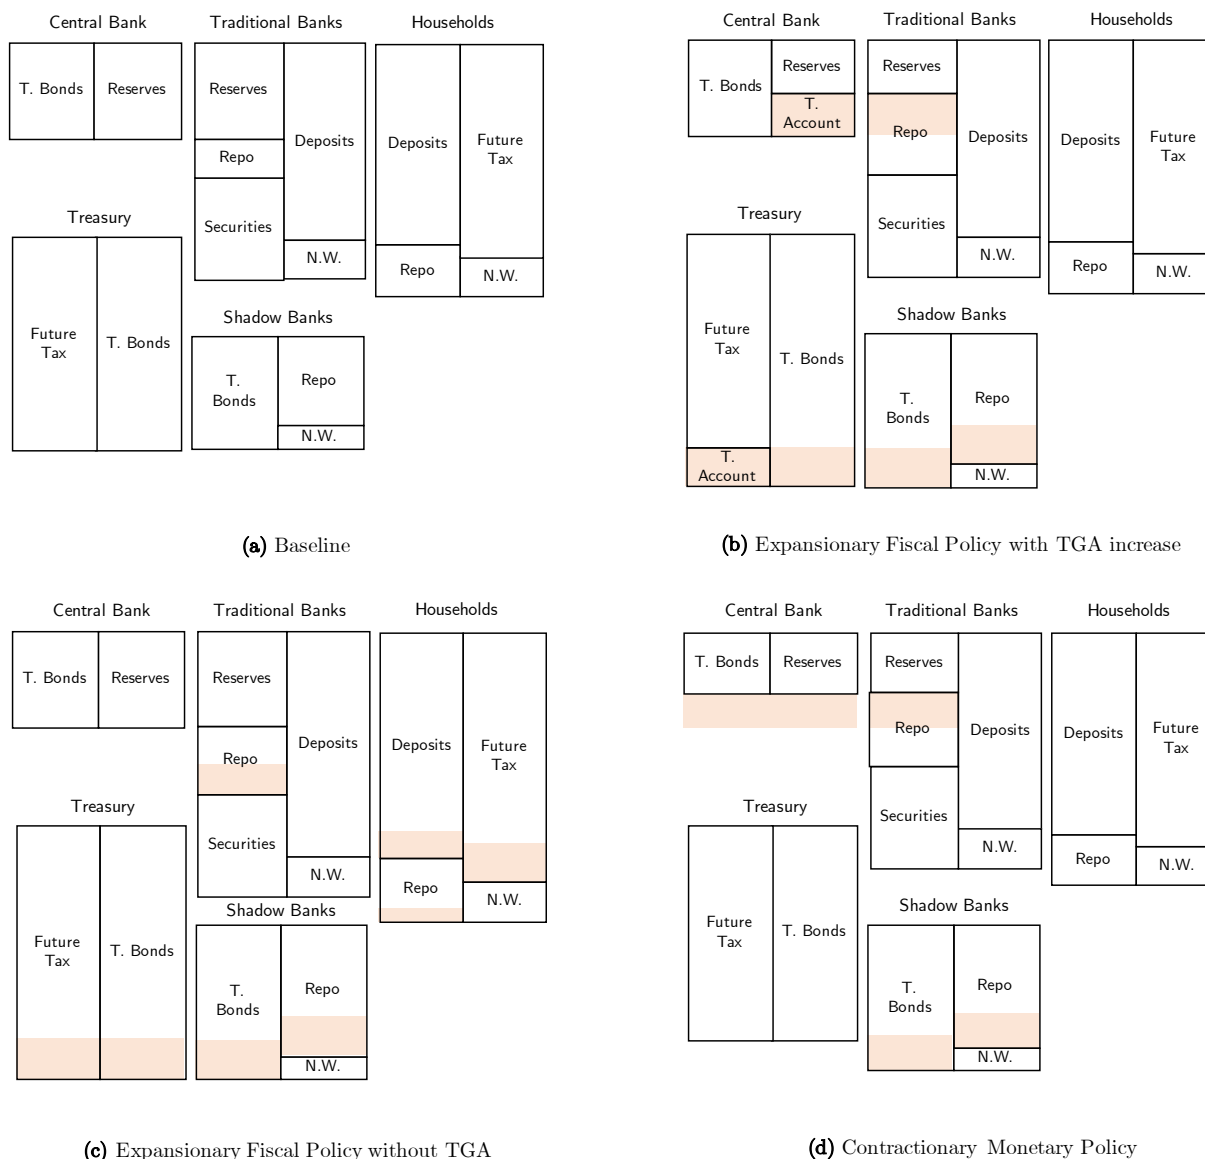 Central Bank
Traditional Banks
Households
T. Bonds
Reserves
Reserves
Repo
Securities
Deposits
N.W.
Deposits
Repo
Future
Tax
N.W.
Treasury
Future
Tax
T. Bonds
Shadow Banks
T.
Bonds
Repo
N.W.
(a) Baseline
Central Bank
Traditional Banks
Households
T. Bonds
Reserves
T.
Account
Reserves
Repo
Securities
Deposits
N.W.
Deposits
Repo
Future
Tax
N.W.
Treasury
Future
Tax
T.
Account
T. Bonds
Shadow Banks
T.
Bonds
Repo
N.W.
(b) Expansionary Fiscal Policy with TGA increase
Central Bank
Traditional Banks
Households
T. Bonds
Reserves
Reserves
Repo
Securities
Deposits
N.W.
Deposits
Repo
Future
Tax
N.W.
Treasury
Future
Tax
T. Bonds
Shadow Banks
T.
Bonds
Repo
N.W.
(c) Expansionary Fiscal Policy without TGA
Central Bank
Traditional Banks
Households
T. Bonds
Reserves
Reserves
Repo
Securities
Deposits
N.W.
Deposits
Repo
Future
Tax
N.W.
Treasury
Future
Tax
T. Bonds
Shadow Banks
T.
Bonds
Repo
N.W.
(d) Contractionary Monetary Policy